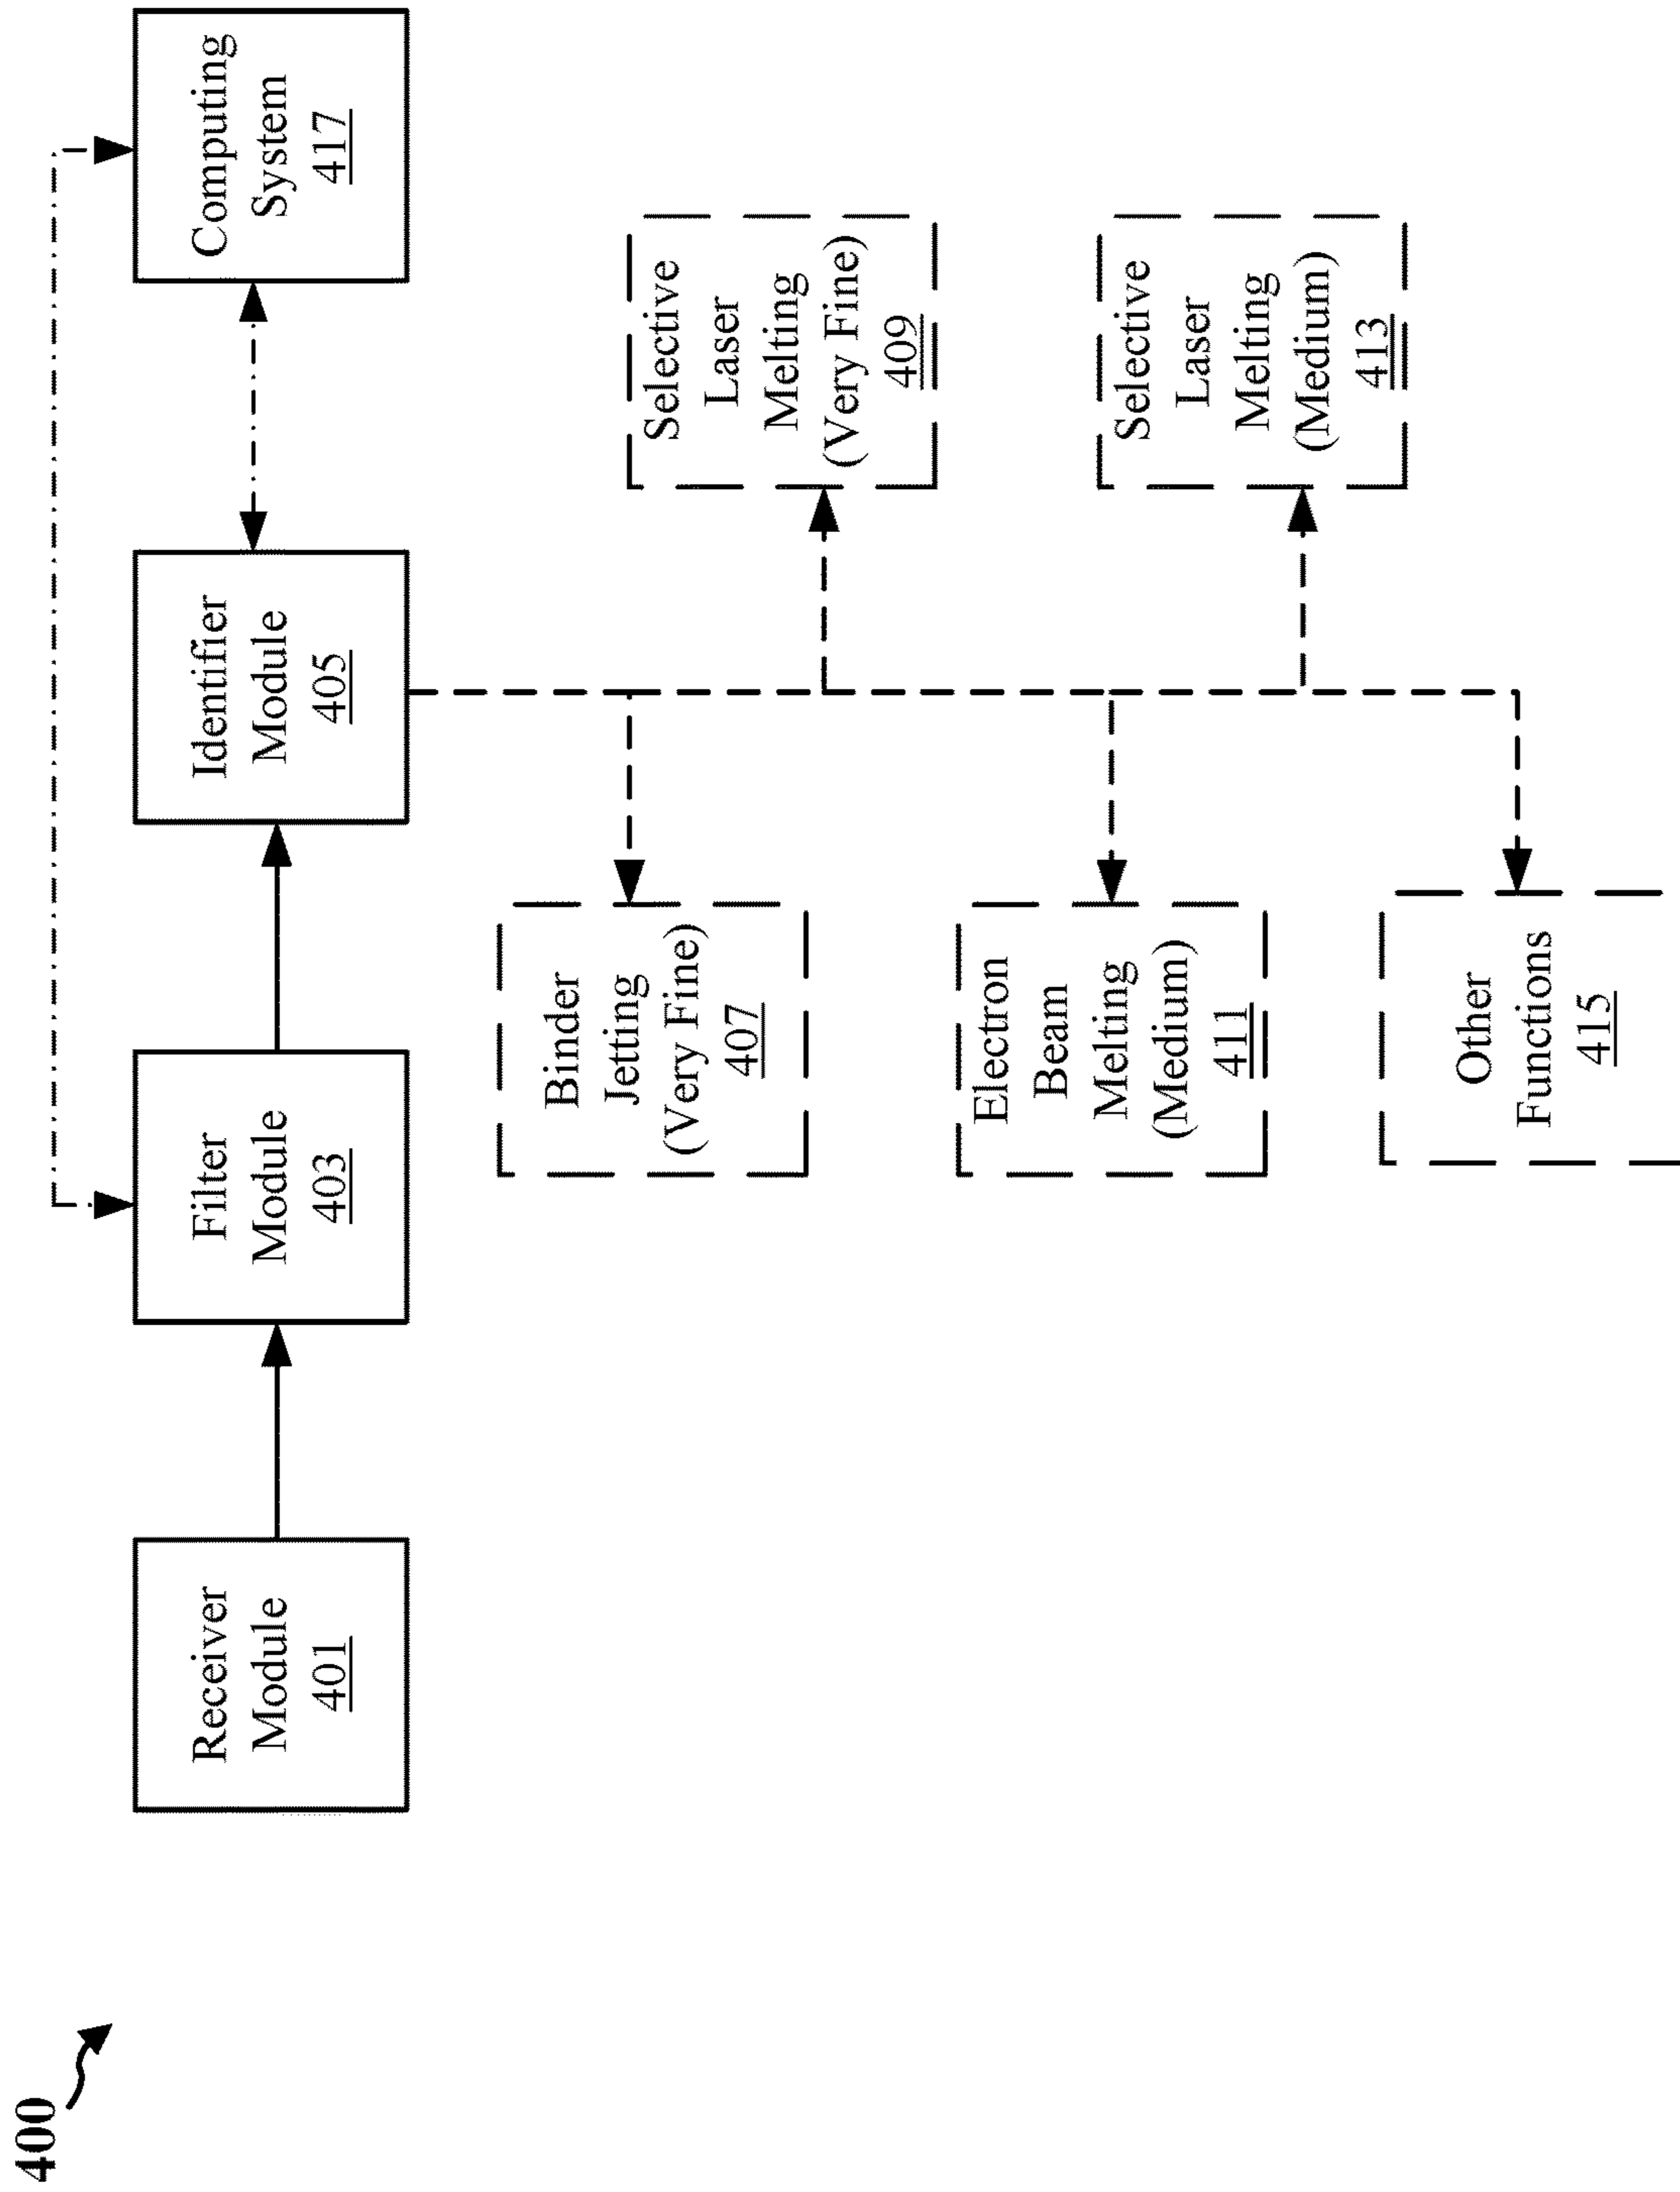 400
Receiver
Module
401
Filter
Module
403
Identifier
Module
405
Computing
System
417
Binder
Jetting
(Very Fine)
407
Selective
Laser
Melting
(Very Fine)
409
Electron
Beam
Melting
(Medium)
411
Selective
Laser
Melting
(Medium)
413
Other
Functions
415